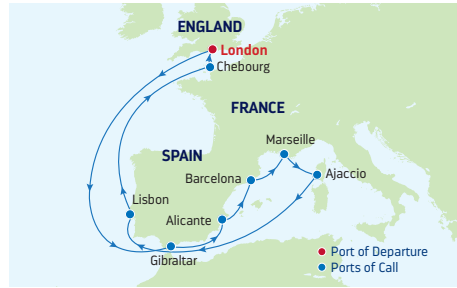 ENGLAND
London
Chebourg
FRANCE
Marseille
SPAIN
Barcelona
Ajaccio
Lisbon
Alicante
Gibraltar
Port of Departure
Ports of Call